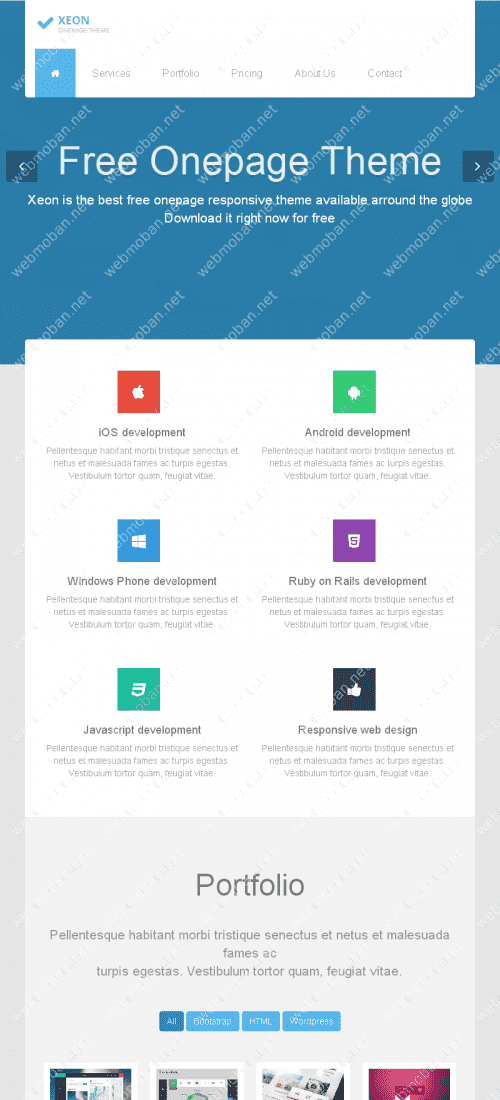 XEON
ONEPAGE THEME
Services Portfolio Pricing About Us Contact
Free Onepage Theme
Xeon is the best free onepage responsive theme available arround the globe
Download it right now for free
iOS development
Pellentesque habitant morbi tristique senectus et
netus et malesuada fames ac turpis egestas.
Vestibulum tortor quam, feugiat vitae.
Android development
Pellentesque habitant morbi tristique senectus et
netus et malesuada fames ac turpis egestas.
Vestibulum tortor quam, feugiat vitae.
Windows Phone development
Pellentesque habitant morbi tristique senectus et
netus et malesuada fames ac turpis egestas.
Vestibulum tortor quam, feugiat vitae.
Ruby on Rails development
Pellentesque habitant morbi tristique senectus et
netus et malesuada fames ac turpis egestas.
Vestibulum tortor quam, feugiat vitae.
Javascript development
Pellentesque habitant morbi tristique senectus et
netus et malesuada fames ac turpis egestas.
Vestibulum tortor quam, feugiat vitae.
Responsive web design
Pellentesque habitant morbi tristique senectus et
netus et malesuada fames ac turpis egestas.
Vestibulum tortor quam, feugiat vitae.
Portfolio
Pellentesque habitant morbi tristique senectus et netus et malesuada
fames ac
turpis egestas. Vestibulum tortor quam, feugiat vitae.
All Bootstrap HTML Wordpress
webmoban.net